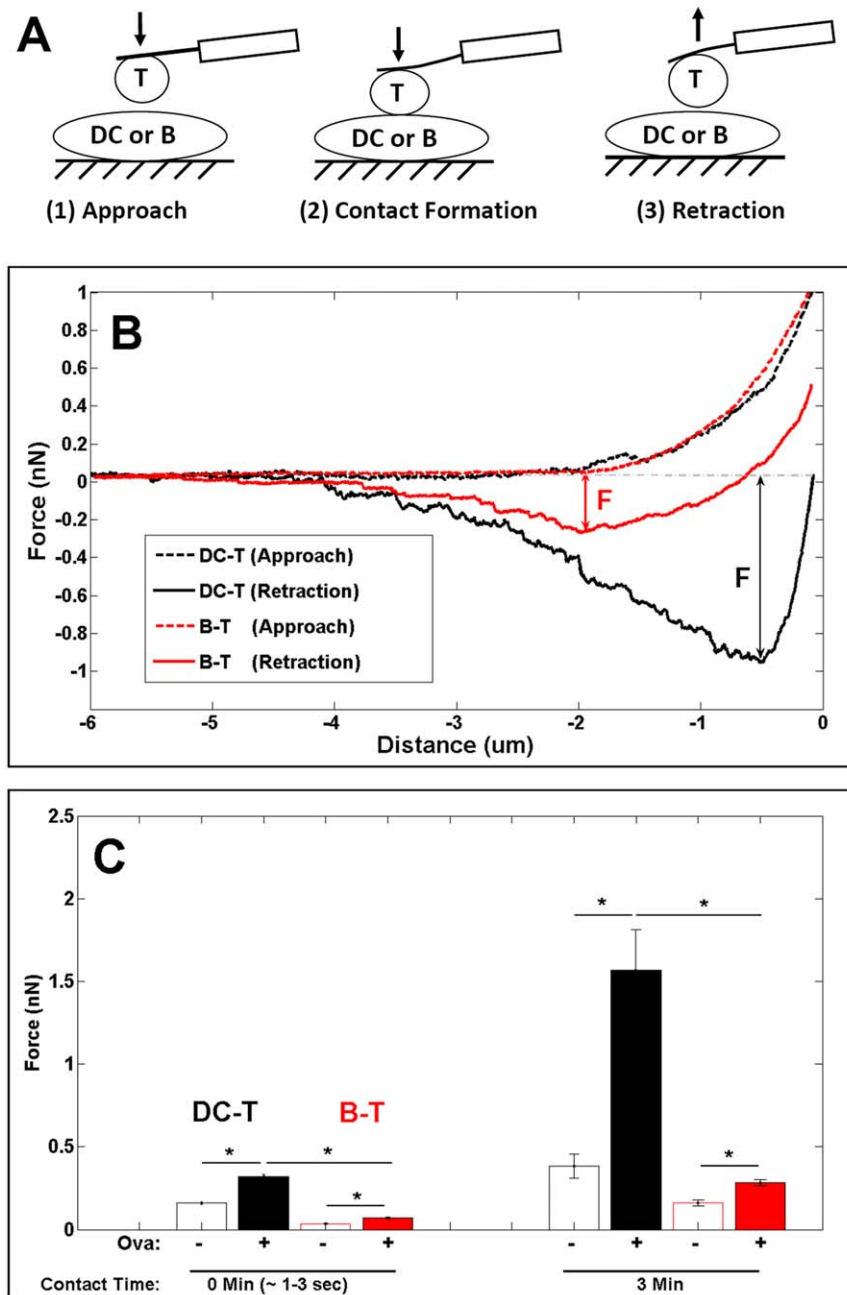 A
T
T
T
DC or B
DC or B
DC or B
(1) Approach
(2) Contact Formation
(3) Retraction
B
1
0.8
0.6
0.4
0.2
0
-0.2
-0.4
-0.6
-0.8
-1
Force (nN)
F
F
DC-T (Approach)
DC-T (Retraction)
B-T (Approach)
B-T (Retraction)
-6 -5 -4 -3 -2 -1 0
Distance (um)
C
2.5
2
1.5
1
0.5
0
Force (nN)
* *
DC-T B-T
* * * *
Ova: - + - + - + - +
Contact Time: 0 Min (~ 1-3 sec) 3 Min